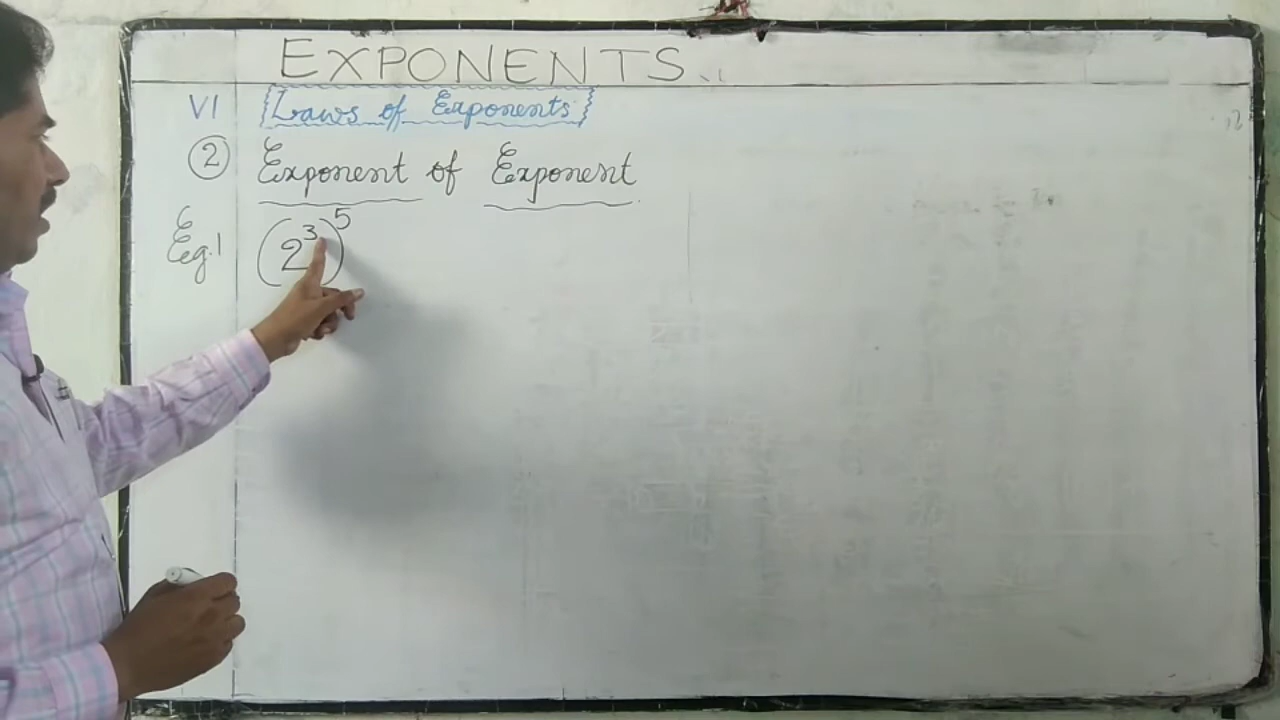 EXPONENTS
VI {Laws of Exponents}
② Exponent of Exponent
Eg.1 (2³)⁵